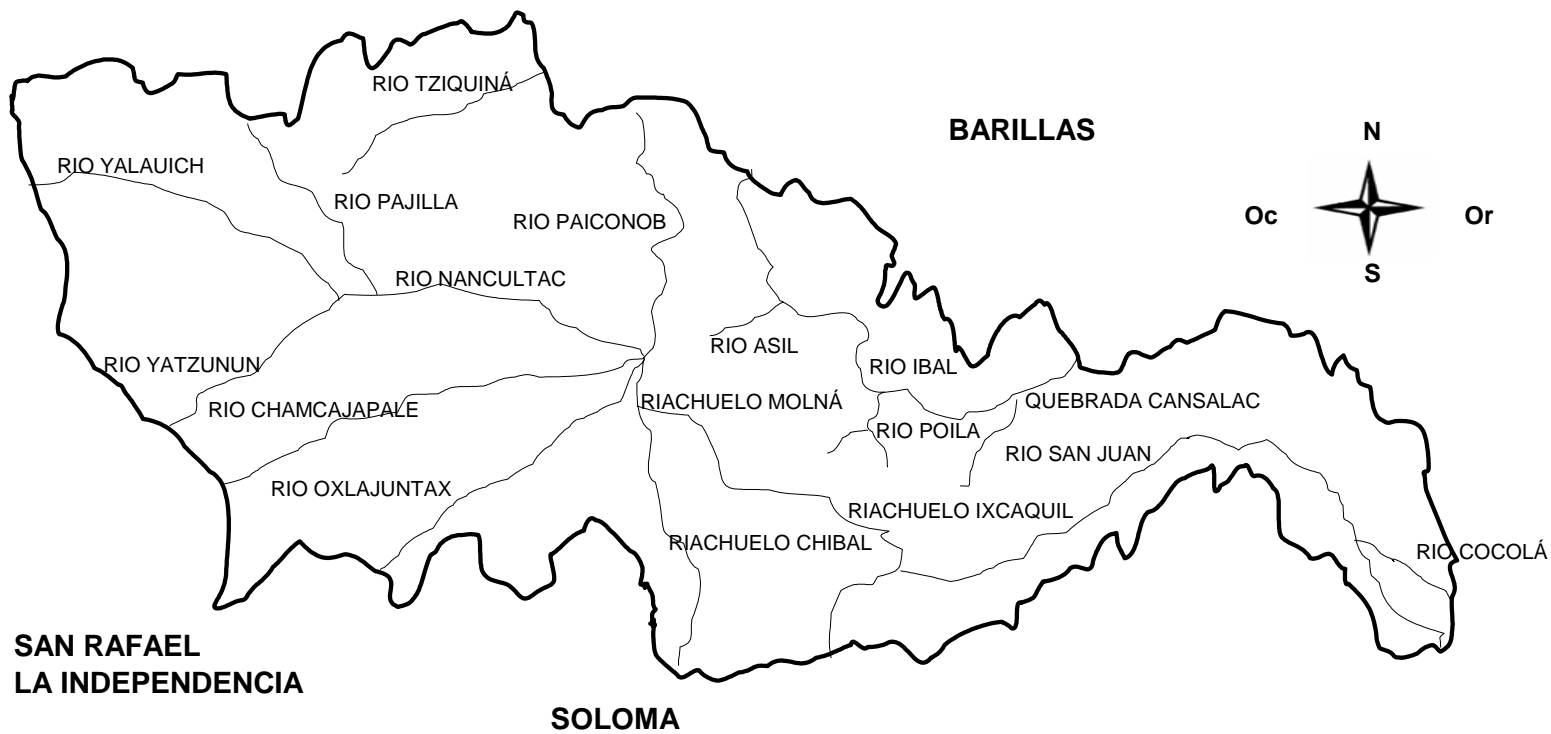 RIO TZIQUINÁ
BARILLAS
N
RIO YALAUICH
RIO PAJILLA
RIO PAICONOB
Oc
Or
RIO NANCULTAC
S
RIO ASIL
RIO YATZUNUN
RIO IBAL
RIO CHAMCAJAPALE
RIACHUELO MOLNÁ
QUEBRADA CANSALAC
RIO POILA
RIO SAN JUAN
RIO OXLAJUNTAX
RIACHUELO IXCAQUIL
RIACHUELO CHIBAL
RIO COCOLÁ
SAN RAFAEL
LA INDEPENDENCIA
SOLOMA